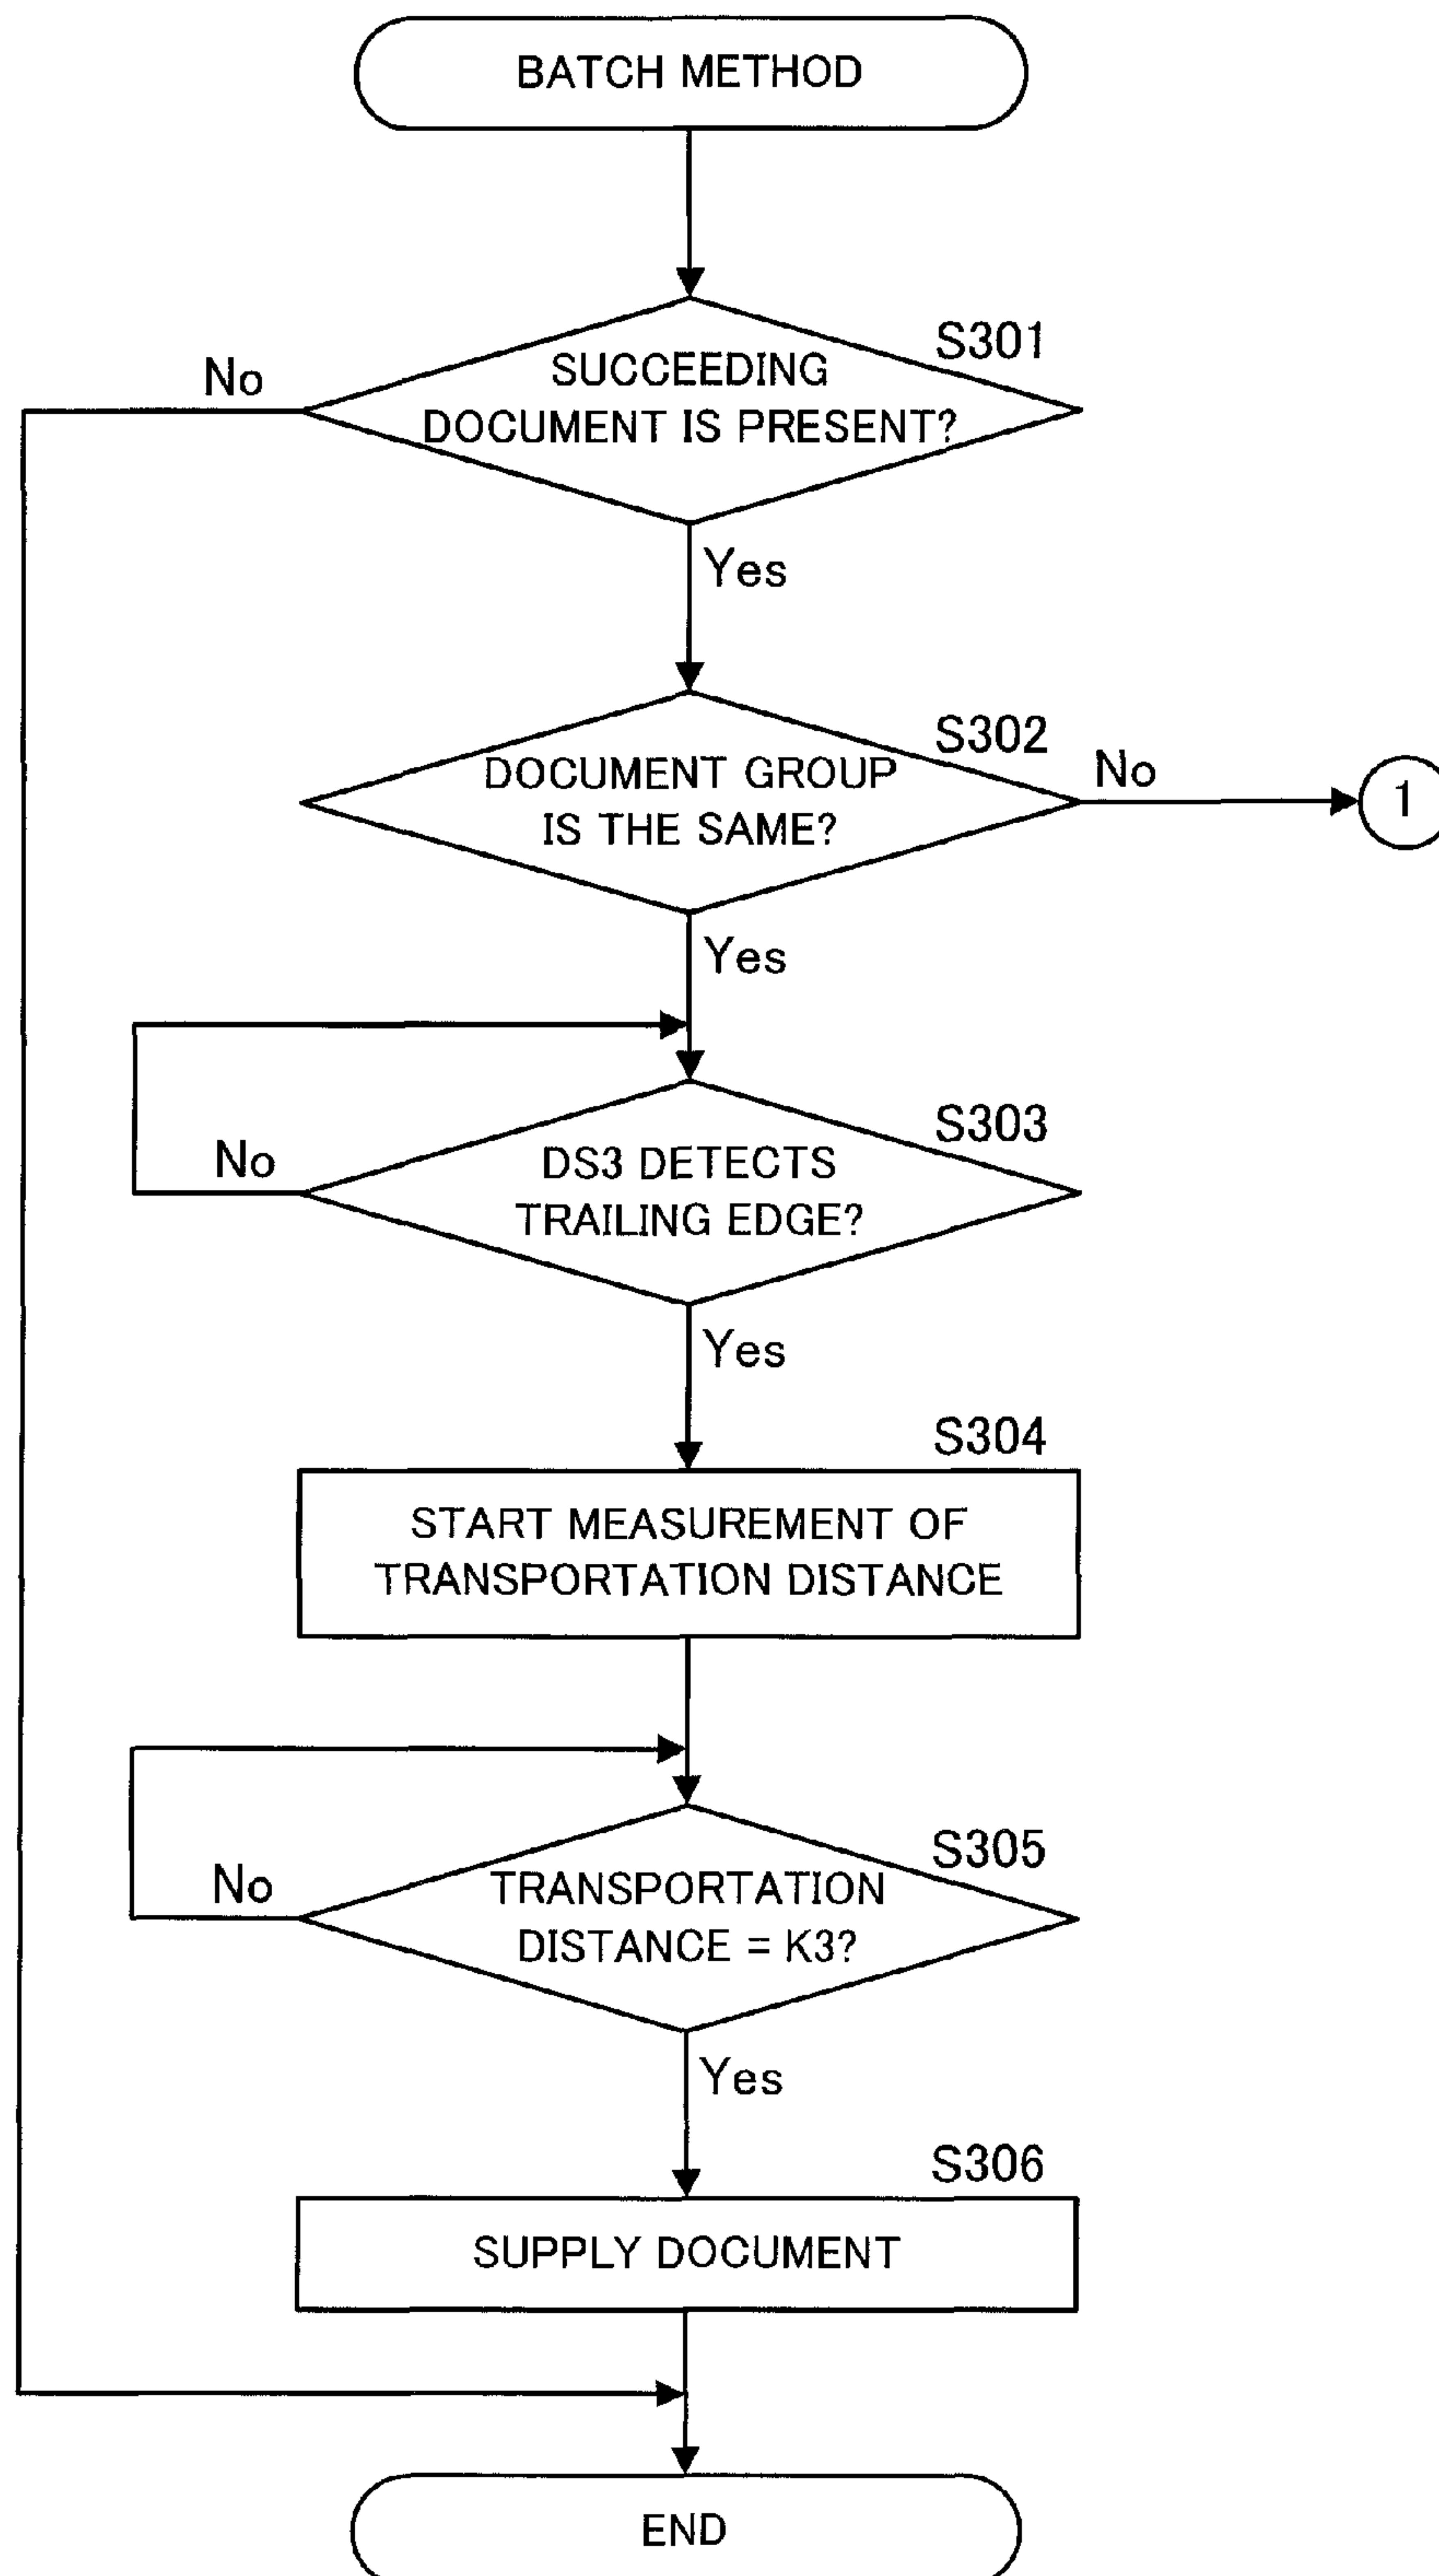 BATCH METHOD
S301
No
SUCCEEDING
DOCUMENT IS PRESENT?
Yes
S302
No
DOCUMENT GROUP
IS THE SAME?
1
Yes
S303
No
DS3 DETECTS
TRAILING EDGE?
Yes
S304
START MEASUREMENT OF
TRANSPORTATION DISTANCE
S305
No
TRANSPORTATION
DISTANCE = K3?
Yes
S306
SUPPLY DOCUMENT
END